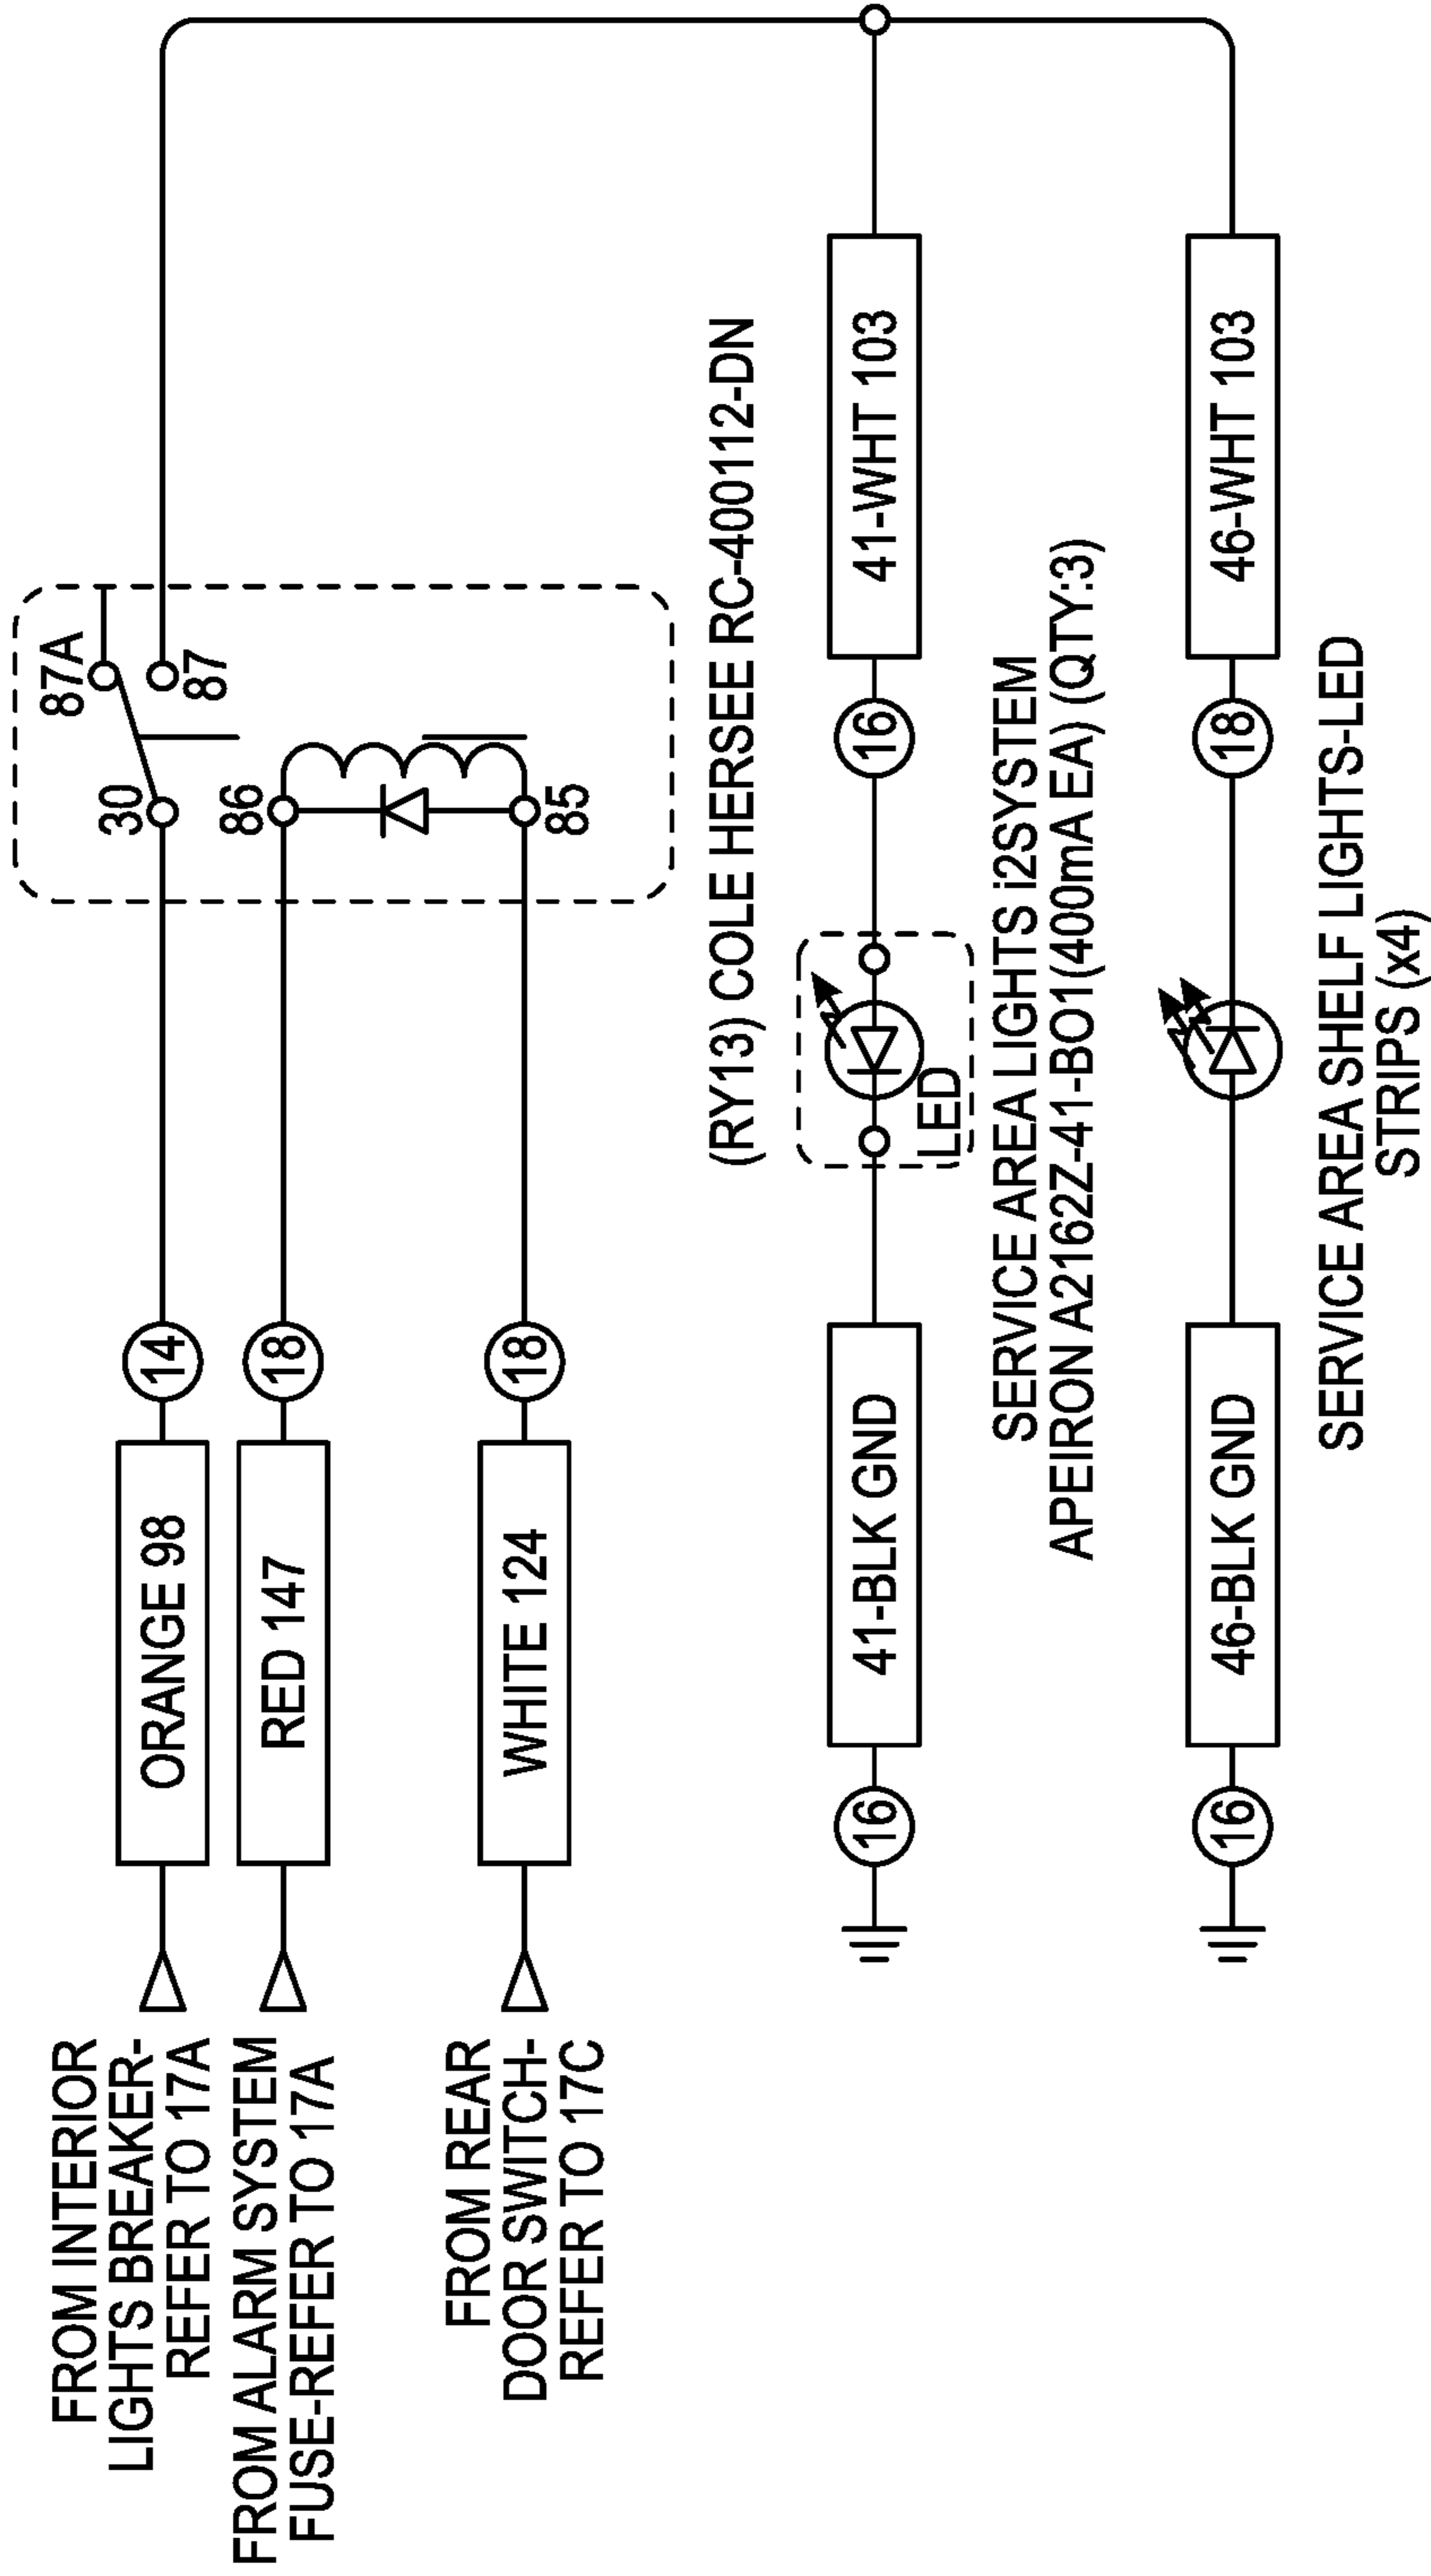 FROM INTERIOR
LIGHTS BREAKER-
REFER TO 17A
ORANGE 98
14
30
87A
87
FROM ALARM SYSTEM
FUSE-REFER TO 17A
RED 147
18
86
FROM REAR
DOOR SWITCH-
REFER TO 17C
WHITE 124
18
85
(RY13) COLE HERSEE RC-400112-DN
16
41-BLK GND
LED
16
41-WHT 103
SERVICE AREA LIGHTS i2SYSTEM
APEIRON A2162Z-41-BO1(400mA EA) (QTY:3)
16
46-BLK GND
18
46-WHT 103
SERVICE AREA SHELF LIGHTS-LED
STRIPS (x4)